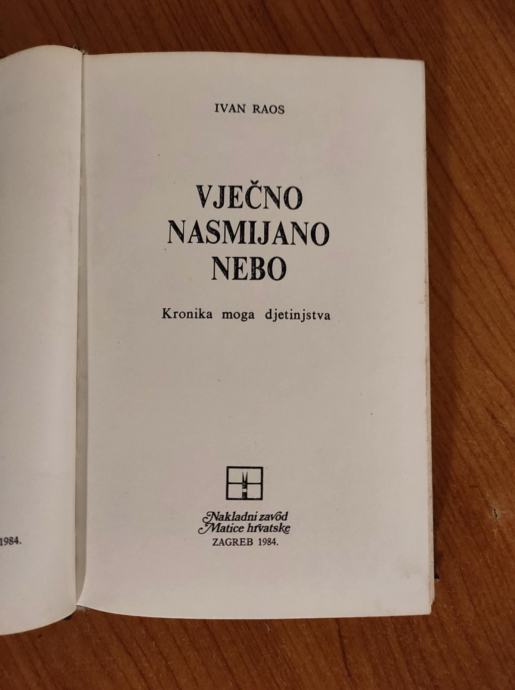 IVAN RAOS
VJEČNO
NASMIJANO
NEBO
Kronika moga djetinjstva
Nakladni zavod
Matice hrvatske
ZAGREB 1984.
1984.